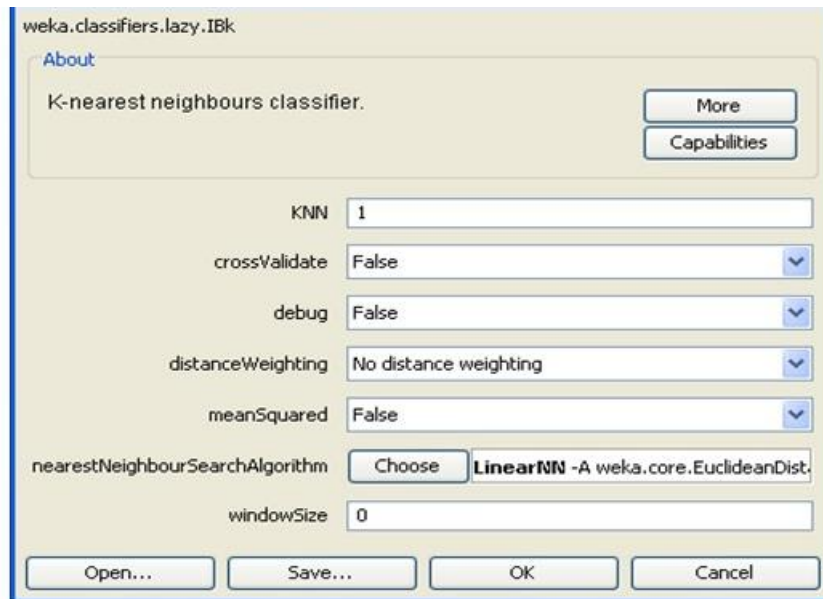 weka.classifiers.lazy.IBk
About
K-nearest neighbours classifier.
More
Capabilities
KNN 1
crossValidate False
debug False
distanceWeighting No distance weighting
meanSquared False
nearestNeighbourSearchAlgorithm Choose LinearNN -A weka.core.EuclideanDist
windowSize 0
Open... Save... OK Cancel